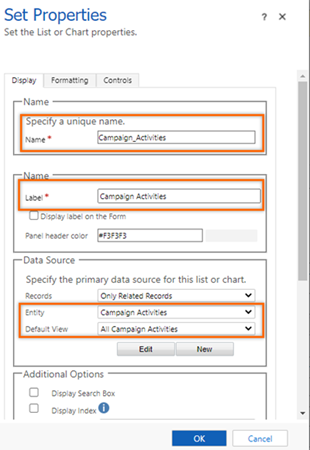 Set Properties
? ×
Set the List or Chart properties.
Display Formatting Controls
Name
Specify a unique name.
Name * Campaign_Activities
Name
Label * Campaign Activities
Display label on the Form
Panel header color #F3F3F3
Data Source
Specify the primary data source for this list or chart.
Records Only Related Records
Entity Campaign Activities
Default View All Campaign Activities
Edit New
Additional Options
Display Search Box
Display Index i
OK Cancel